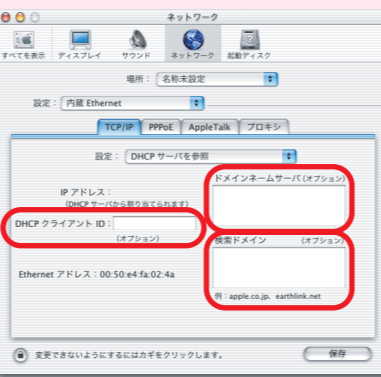 ネットワーク
すべてを表示 ディスプレイ サウンド ネットワーク 起動ディスク
場所： 名称未設定
設定： 内蔵 Ethernet
TCP/IP PPPoE AppleTalk プロキシ
設定： DHCP サーバを参照
ドメインネームサーバ (オプション)
IP アドレス：
(DHCP サーバから割り当てられます)
DHCP クライアント ID：
(オプション)
検索ドメイン (オプション)
Ethernet アドレス：00:50:e4:fa:02:4a
例：apple.co.jp、earthlink.net
変更できないようにするにはカギをクリックします。
保存